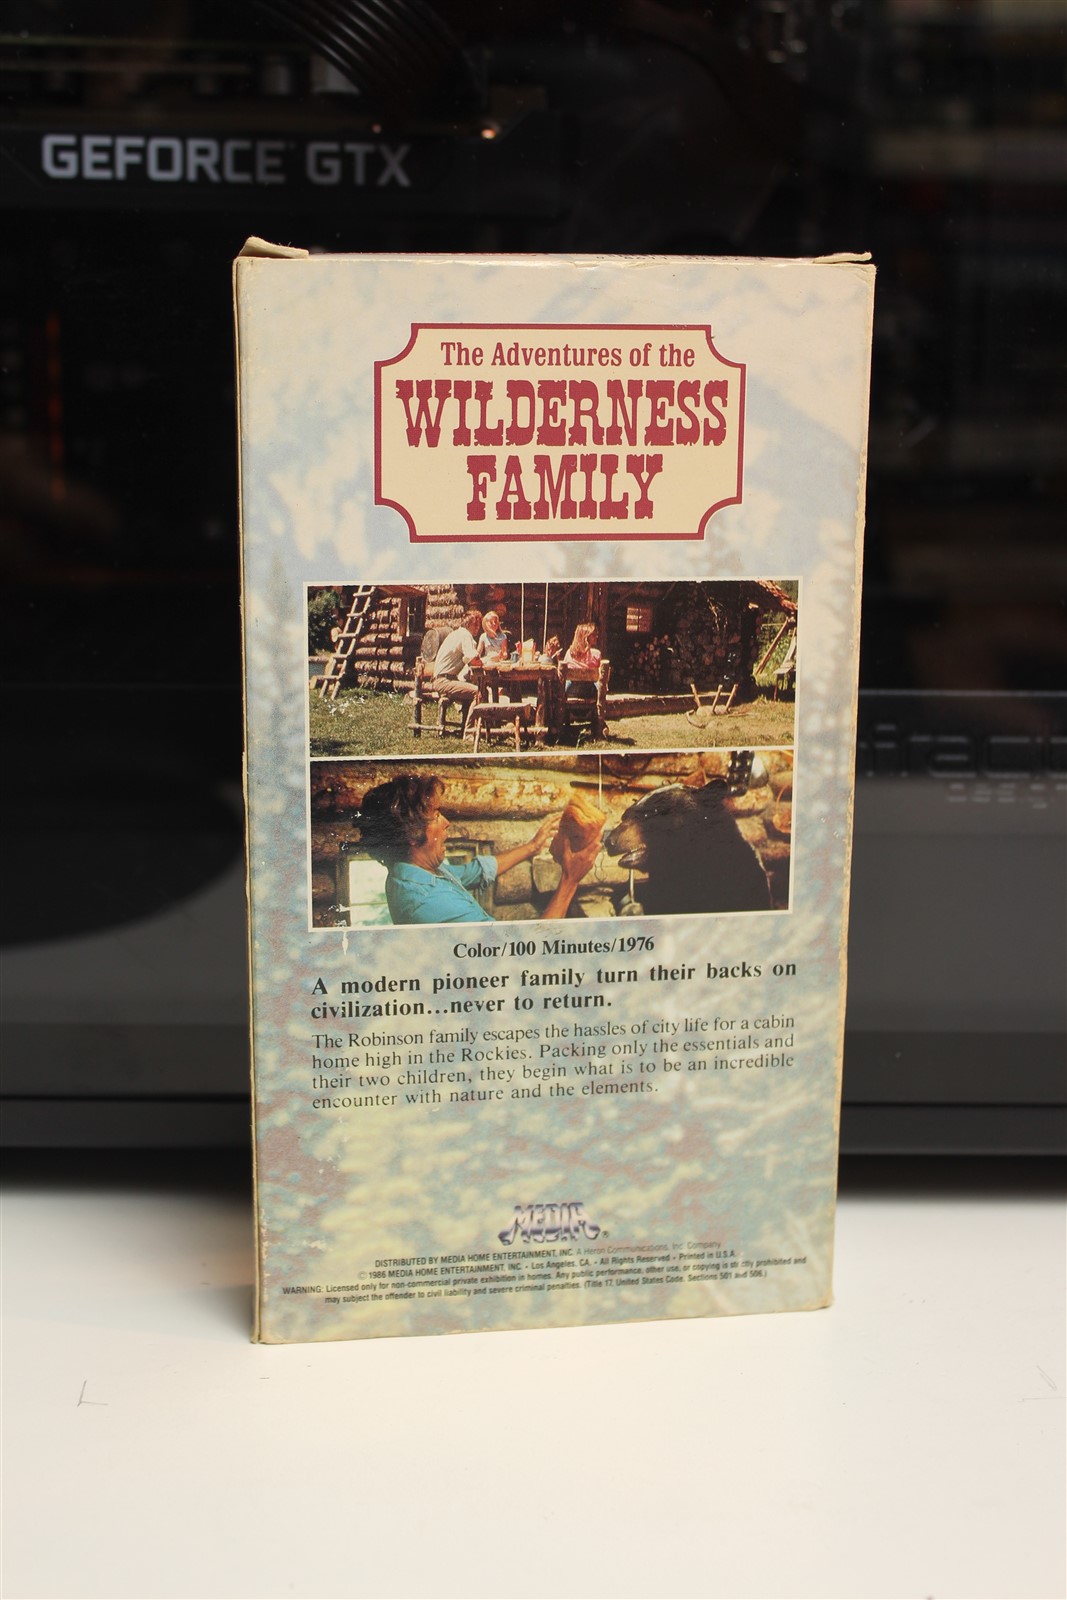 GEFORCE GTX
The Adventures of the
WILDERNESS
FAMILY
Color/100 Minutes/1976
A modern pioneer family turn their backs on
civilization...never to return.
The Robinson family escapes the hassles of city life for a cabin
home high in the Rockies. Packing only the essentials and
their two children, they begin what is to be an incredible
encounter with nature and the elements.
MEDIA®
DISTRIBUTED BY MEDIA HOME ENTERTAINMENT, INC. A Heron Communications, Inc. Company
© 1986 MEDIA HOME ENTERTAINMENT, INC. - Los Angeles, CA. - All Rights Reserved - Printed in U.S.A.
WARNING: Licensed only for non-commercial private exhibition in homes. Any public performance, other use, or copying is strictly prohibited and
may subject the offender to civil liability and severe criminal penalties. (Title 17, United States Code, Sections 501 and 506.)